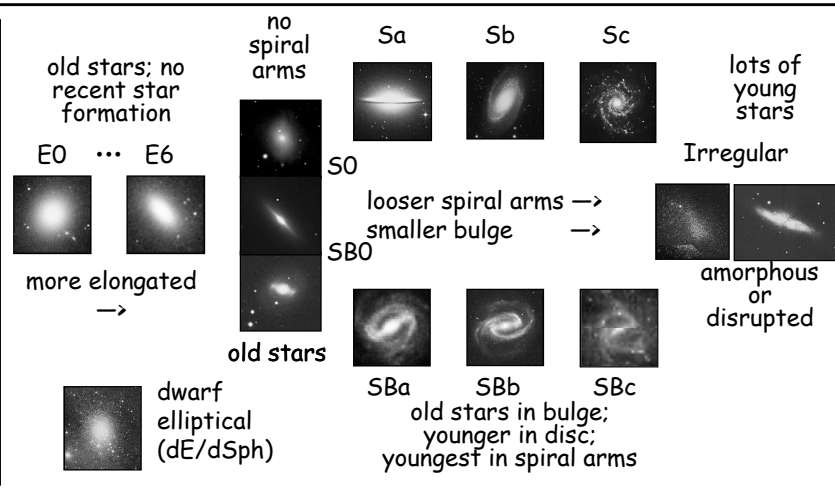 old stars; no
recent star
formation
E0 ... E6
more elongated
—>
dwarf
elliptical
(dE/dSph)
no
spiral
arms
S0
SB0
old stars
Sa Sb Sc
looser spiral arms —>
smaller bulge —>
SBa SBb SBc
old stars in bulge;
younger in disc;
youngest in spiral arms
lots of
young
stars
Irregular
amorphous
or
disrupted